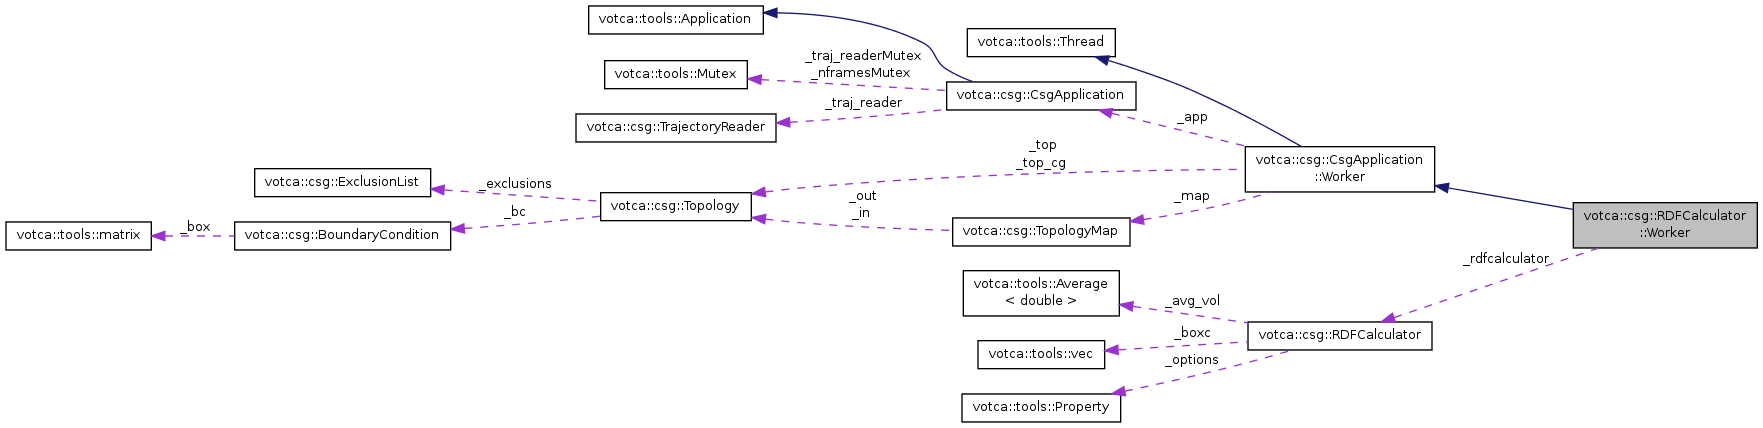 votca::tools::Application
votca::tools::Thread
_traj_readerMutex
_nframesMutex
votca::tools::Mutex
votca::csg::CsgApplication
_traj_reader
_app
votca::csg::TrajectoryReader
_top
_top_cg
votca::csg::CsgApplication
::Worker
votca::csg::ExclusionList
_exclusions
_out
_in
_map
votca::csg::Topology
votca::csg::RDFCalculator
::Worker
_bc
votca::tools::matrix
_box
votca::csg::BoundaryCondition
votca::csg::TopologyMap
_rdfcalculator
votca::tools::Average
< double >
_avg_vol
votca::csg::RDFCalculator
_boxc
votca::tools::vec
_options
votca::tools::Property